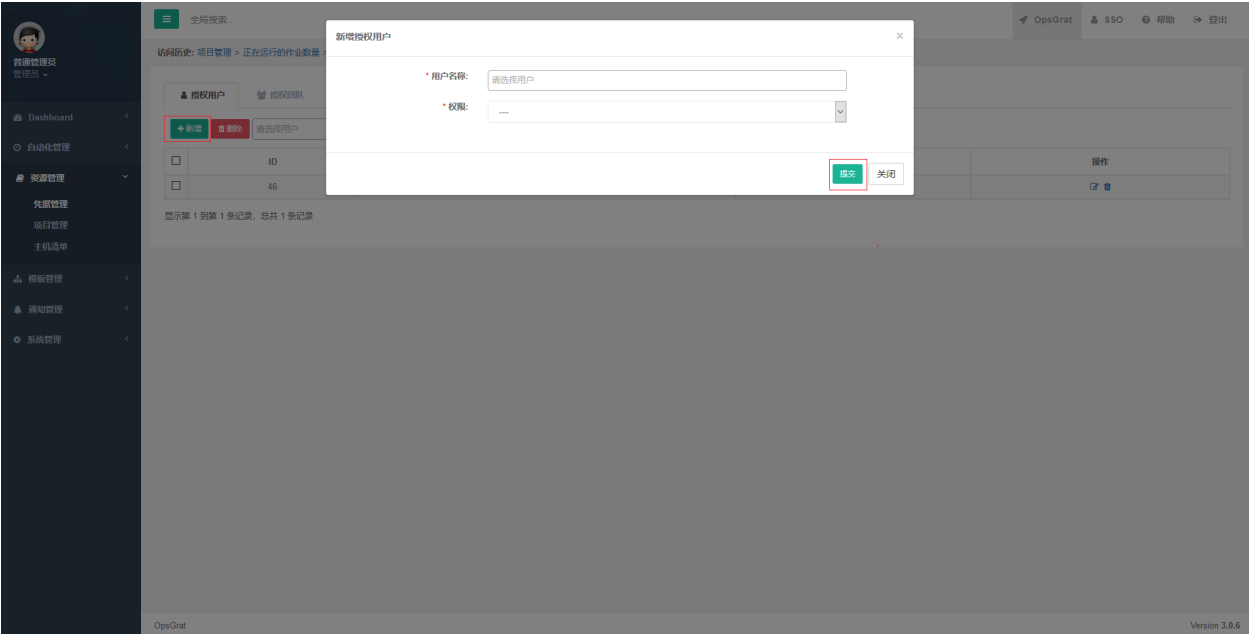 全局搜索...
OpsGrat
SSO
帮助
登出
普通管理员
管理员
访问历史: 项目管理 > 正在运行的作业数量 >
新增授权用户
×
* 用户名称:
请选择用户
* 权限:
---
提交
关闭
授权用户
授权团队
+新增
删除
请选择用户
ID
操作
46
显示第 1 到第 1 条记录，总共 1 条记录
Dashboard
自动化管理
资源管理
凭据管理
项目管理
主机清单
模板管理
通知管理
系统管理
OpsGrat
Version 3.0.6